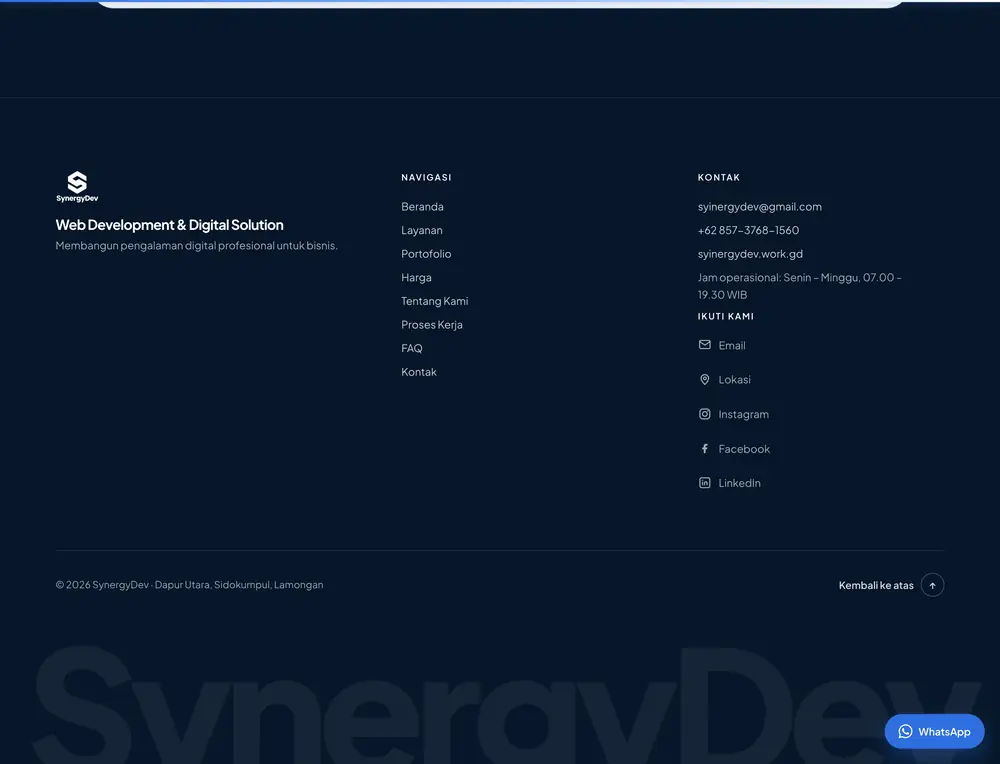 SynergyDev
Web Development & Digital Solution
Membangun pengalaman digital profesional untuk bisnis.
NAVIGASI
Beranda
Layanan
Portofolio
Harga
Tentang Kami
Proses Kerja
FAQ
Kontak
KONTAK
syinergydev@gmail.com
+62 857-3768-1560
syinergydev.work.gd
Jam operasional: Senin – Minggu, 07.00 –
19.30 WIB
IKUTI KAMI
Email
Lokasi
Instagram
Facebook
LinkedIn
© 2026 SynergyDev · Dapur Utara, Sidokumpul, Lamongan
Kembali ke atas
SynergyDev
WhatsApp